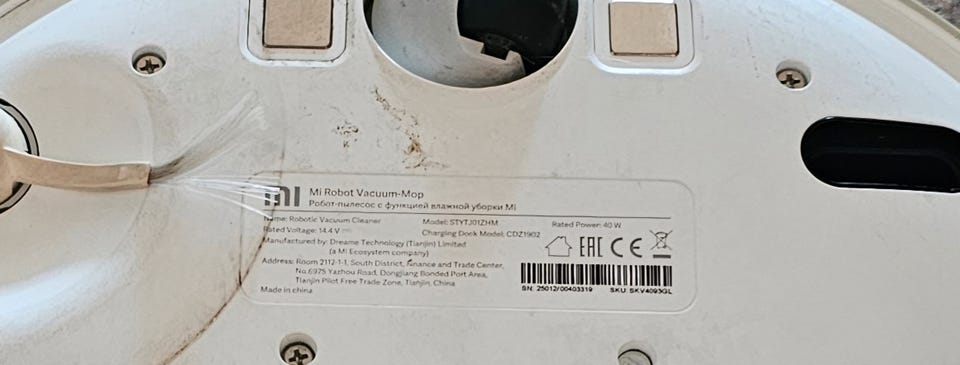 mi Mi Robot Vacuum-Mop
Робот-пылесос с функцией влажной уборки Mi
Name: Robotic Vacuum Cleaner Model: STYTJ01ZHM Rated Power: 40 W
Rated Voltage: 14.4 V Charging Dock Model: CDZ1902
Manufactured by: Dreame Technology (Tianjin) Limited
(a Mi Ecosystem company)
EAC CE
Address: Room 2112-1-1, South District, Finance and Trade Center,
No.6975 Yazhou Road, Dongjiang Bonded Port Area,
Tianjin Pilot Free Trade Zone, Tianjin, China
Made in china
SN: 25012/00403319 SKU: SKV4093GL